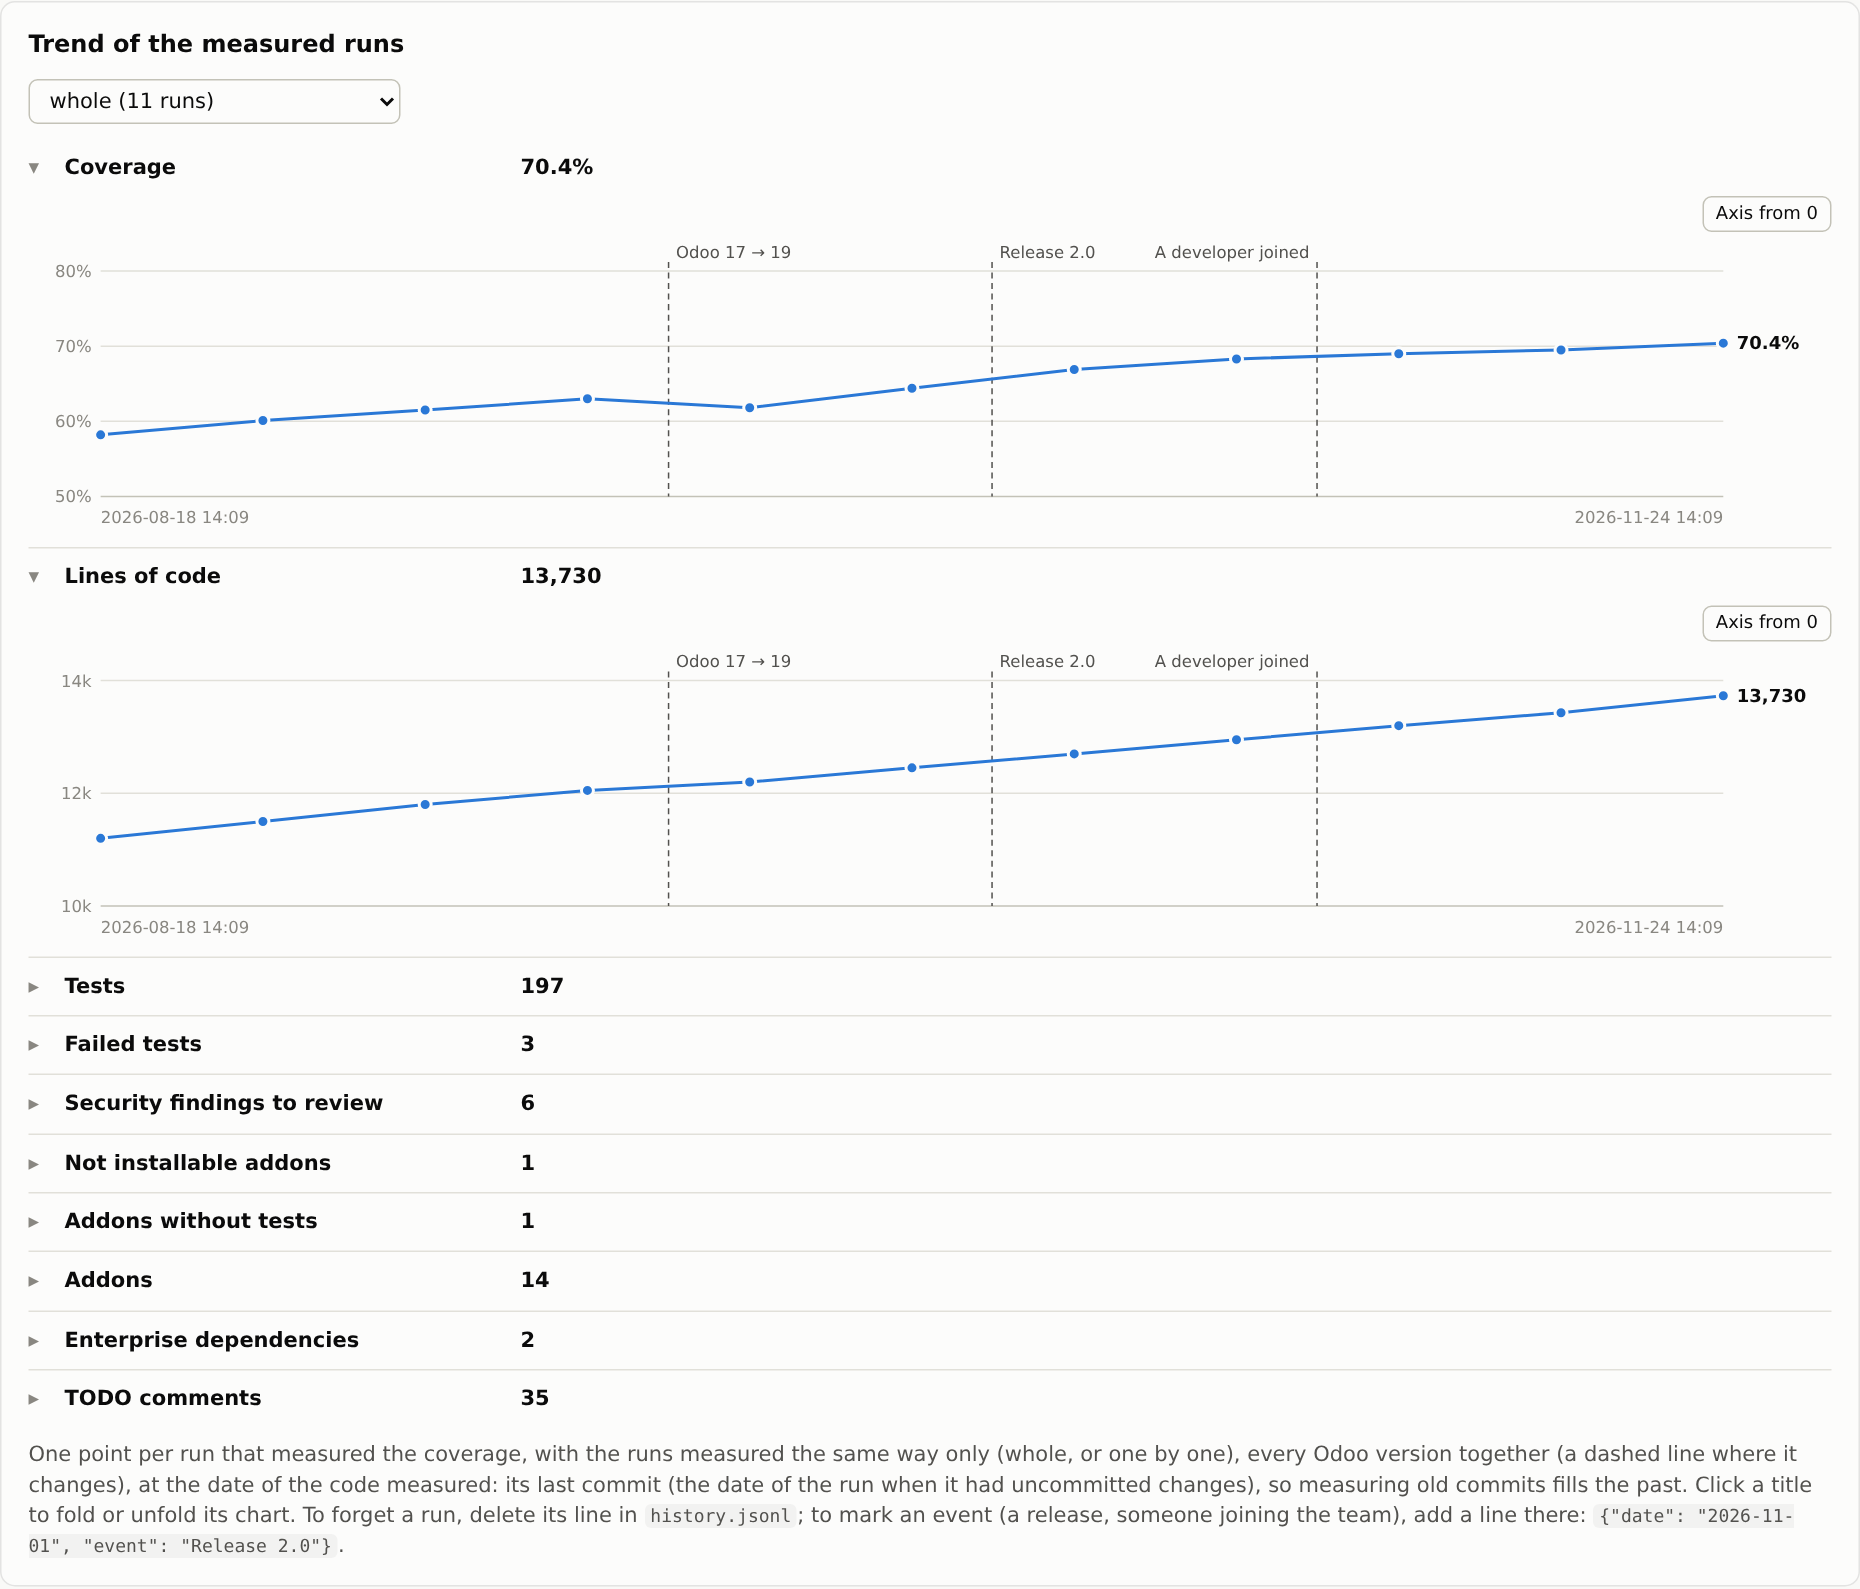 Trend of the measured runs
whole (11 runs)
▾ Coverage 70.4%
Axis from 0
Odoo 17 → 19 Release 2.0 A developer joined
80%
70% 70.4%
60%
50%
2026-08-18 14:09 2026-11-24 14:09
▾ Lines of code 13,730
Axis from 0
Odoo 17 → 19 Release 2.0 A developer joined
14k
13,730
12k
10k
2026-08-18 14:09 2026-11-24 14:09
▸ Tests 197
▸ Failed tests 3
▸ Security findings to review 6
▸ Not installable addons 1
▸ Addons without tests 1
▸ Addons 14
▸ Enterprise dependencies 2
▸ TODO comments 35
One point per run that measured the coverage, with the runs measured the same way only (whole, or one by one), every Odoo version together (a dashed line where it
changes), at the date of the code measured: its last commit (the date of the run when it had uncommitted changes), so measuring old commits fills the past. Click a title
to fold or unfold its chart. To forget a run, delete its line in history.jsonl; to mark an event (a release, someone joining the team), add a line there: {"date": "2026-11-
01", "event": "Release 2.0"}.